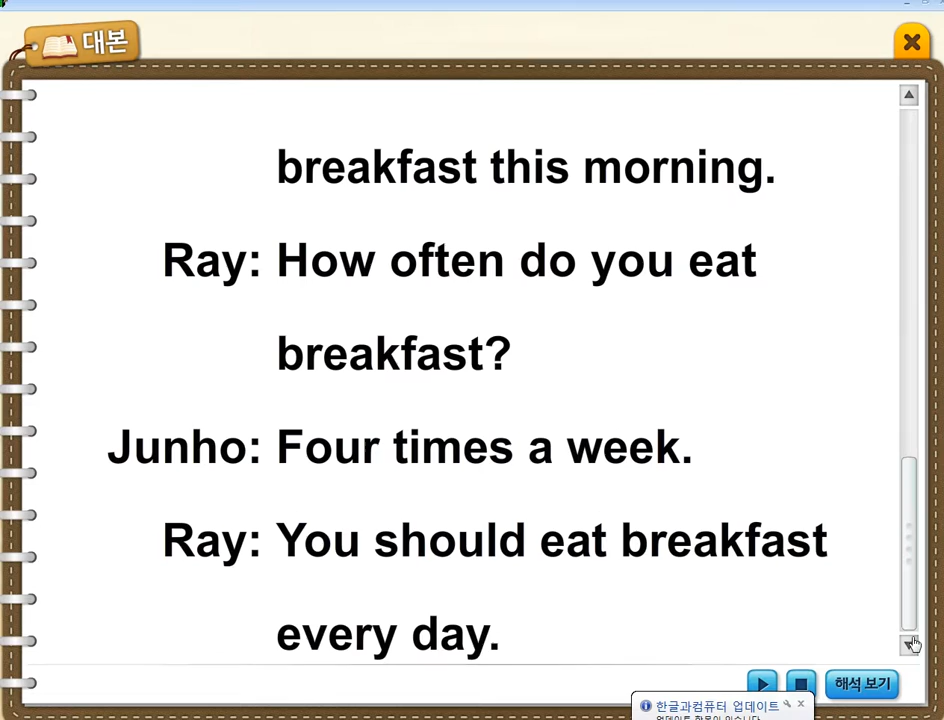 대본
breakfast this morning.
Ray: How often do you eat
breakfast?
Junho: Four times a week.
Ray: You should eat breakfast
every day.
해석 보기
한글과컴퓨터 업데이트